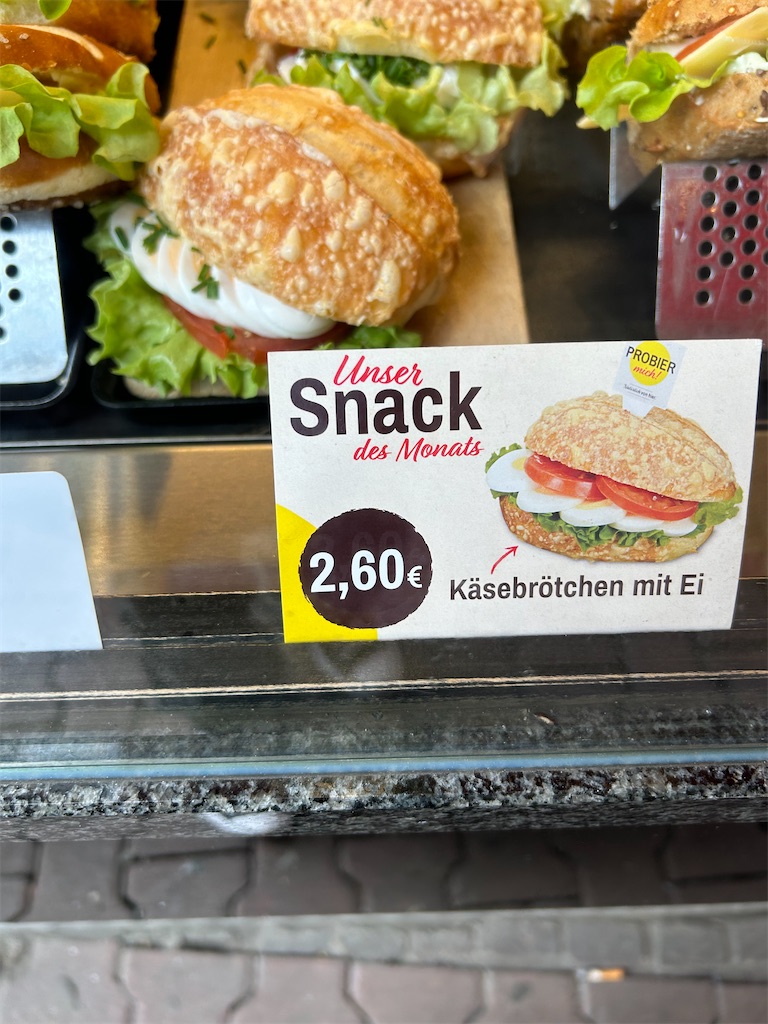 Unser
Snack
des Monats
PROBIER
mich!
2,60€
Käsebrötchen mit Ei